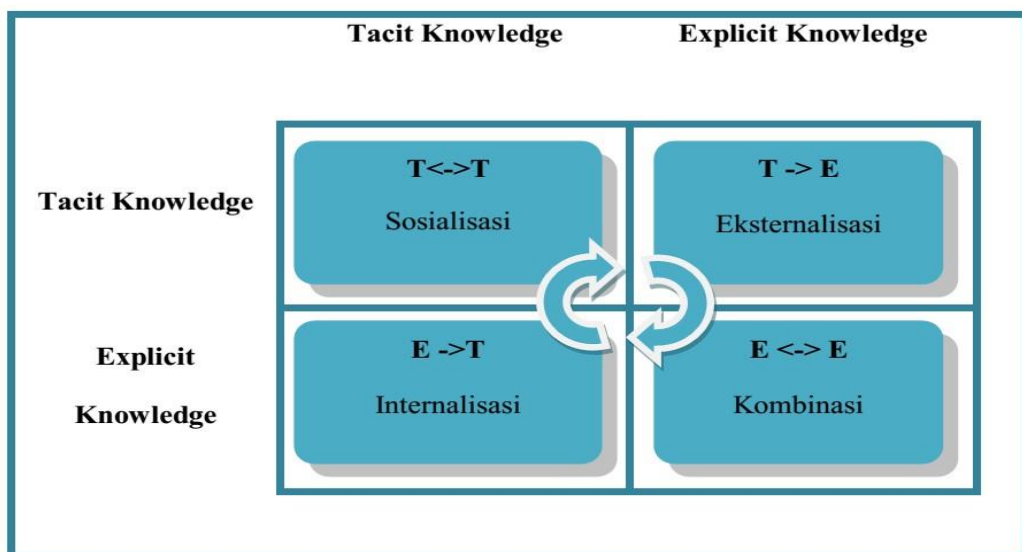 Tacit Knowledge
Explicit Knowledge
Tacit Knowledge
T<->T
Sosialisasi
T -> E
Eksternalisasi
Explicit
Knowledge
E ->T
Internalisasi
E <-> E
Kombinasi